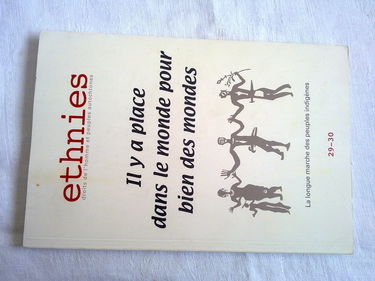 ethnies
droits de l'homme et peuples autochtones
Il y a place
dans le monde pour
bien des mondes
La longue marche des peuples indigènes
29-30